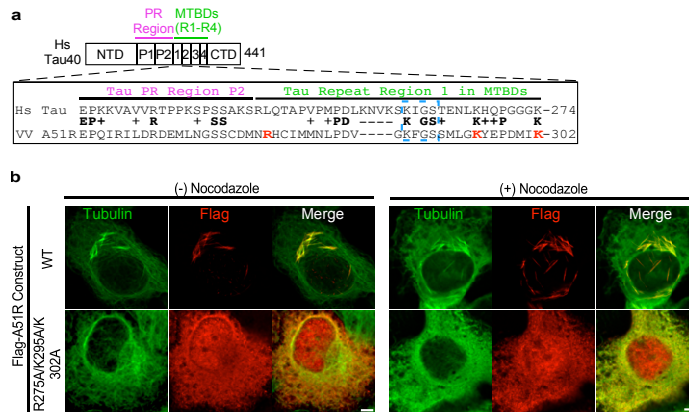 a
PR Region
MTBDs (R1-R4)
Hs Tau40
NTD P1 P2 1 2 3 4 CTD 441
Tau PR Region P2 Tau Repeat Region 1 in MTBDs
Hs Tau EPKKVAVVRTPPKSPSSAKSRLQTAPVPMPDLKNVKSKIGSTENLKHQPGGGK-274
EP+ + R SS + + PD ---- K GS+ K++P K
VV A51REPQIRILDRDEMLNGSSCDMNRHCIMMNLPDV----GKFGSSMLGKYEPDMIK-302
b
(-) Nocodazole
(+) Nocodazole
Tubulin Flag Merge
Tubulin Flag Merge
Flag-A51R Construct
WT
R275A/K295A/K
302A